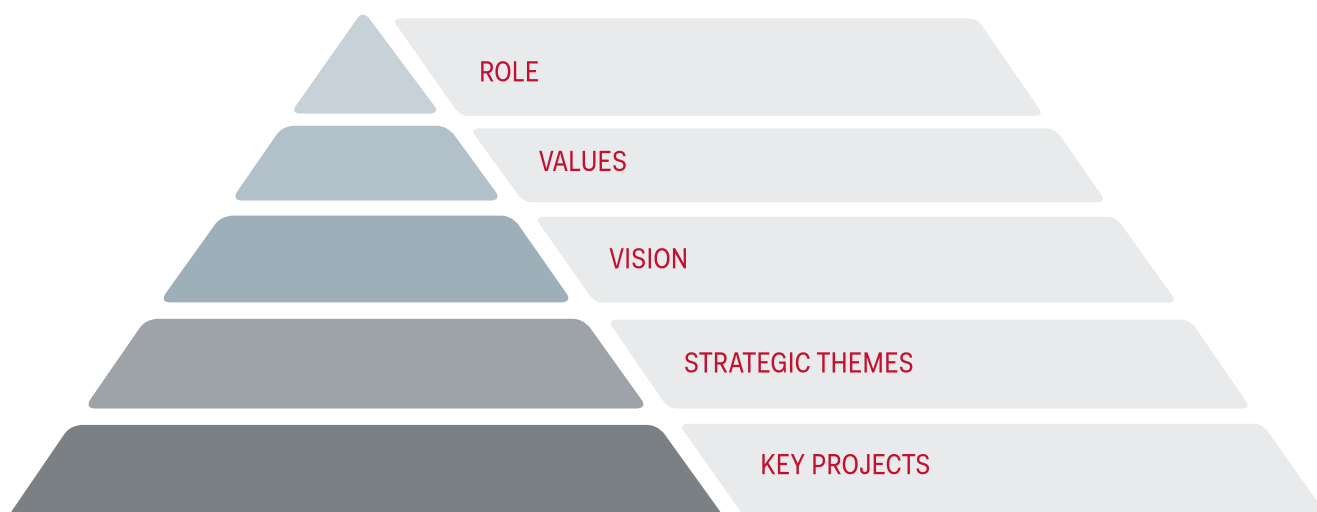 ROLE
VALUES
VISION
STRATEGIC THEMES
KEY PROJECTS